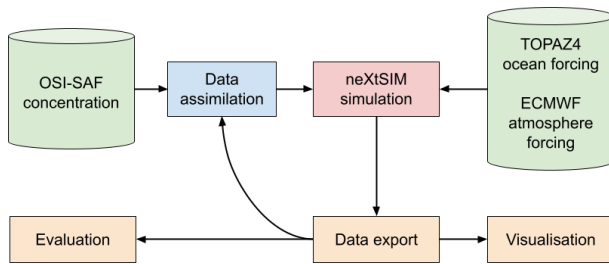 OSI-SAF
concentration
Data
assimilation
neXtSIM
simulation
TOPAZ4
ocean forcing
ECMWF
atmosphere
forcing
Evaluation
Data export
Visualisation